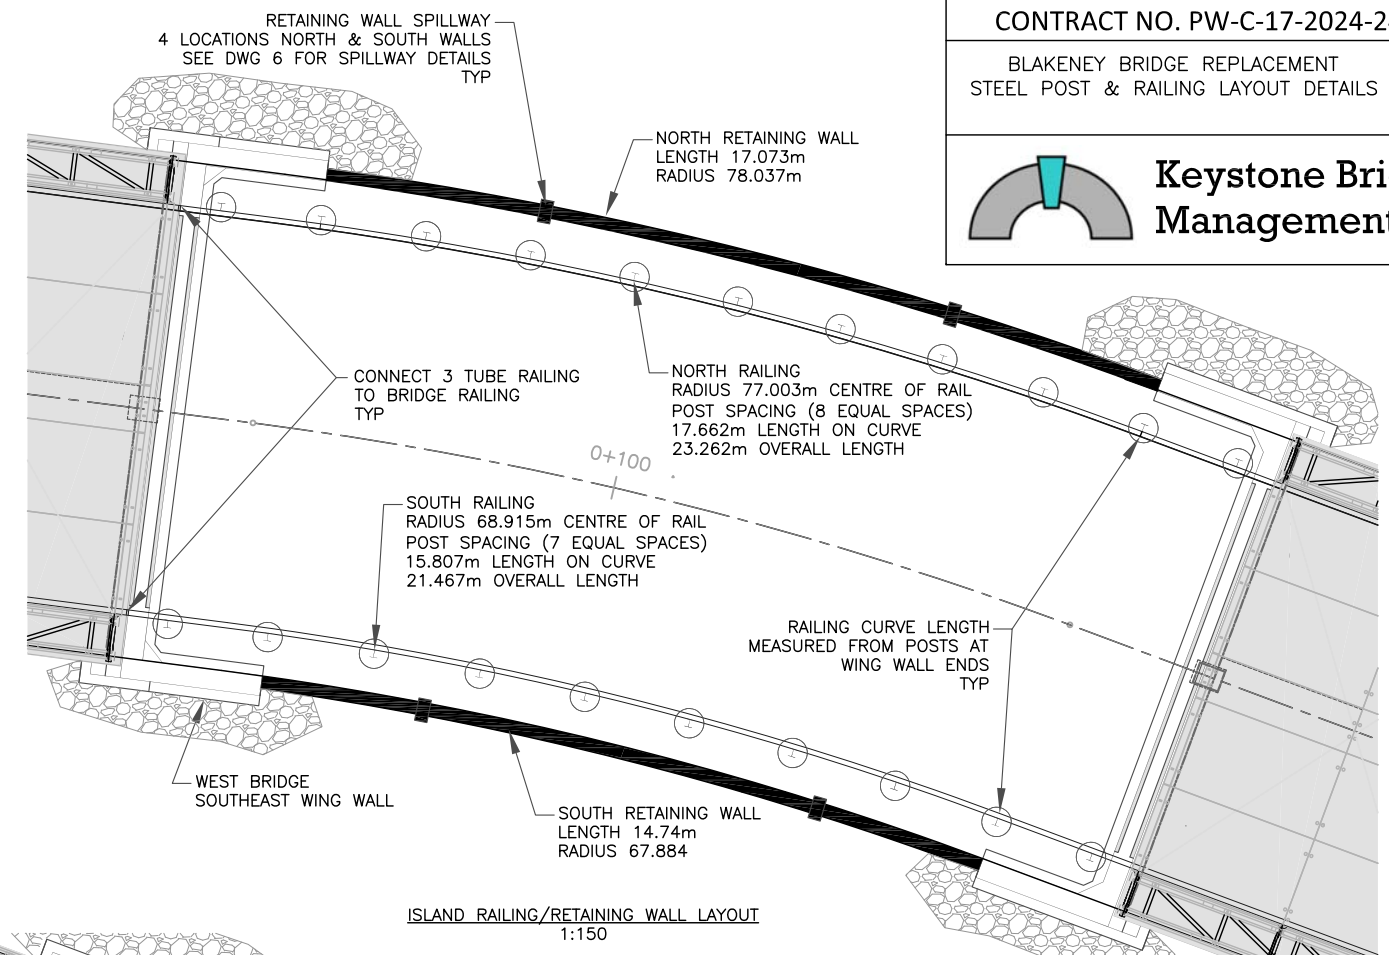 RETAINING WALL SPILLWAY
4 LOCATIONS NORTH & SOUTH WALLS
SEE DWG 6 FOR SPILLWAY DETAILS
TYP
CONTRACT NO. PW-C-17-2024-2
BLAKENEY BRIDGE REPLACEMENT
STEEL POST & RAILING LAYOUT DETAILS
Keystone Bri
Management
NORTH RETAINING WALL
LENGTH 17.073m
RADIUS 78.037m
CONNECT 3 TUBE RAILING
TO BRIDGE RAILING
TYP
NORTH RAILING
RADIUS 77.003m CENTRE OF RAIL
POST SPACING (8 EQUAL SPACES)
17.662m LENGTH ON CURVE
23.262m OVERALL LENGTH
0+100
SOUTH RAILING
RADIUS 68.915m CENTRE OF RAIL
POST SPACING (7 EQUAL SPACES)
15.807m LENGTH ON CURVE
21.467m OVERALL LENGTH
RAILING CURVE LENGTH
MEASURED FROM POSTS AT
WING WALL ENDS
TYP
WEST BRIDGE
SOUTHEAST WING WALL
SOUTH RETAINING WALL
LENGTH 14.74m
RADIUS 67.884
ISLAND RAILING/RETAINING WALL LAYOUT
1:150